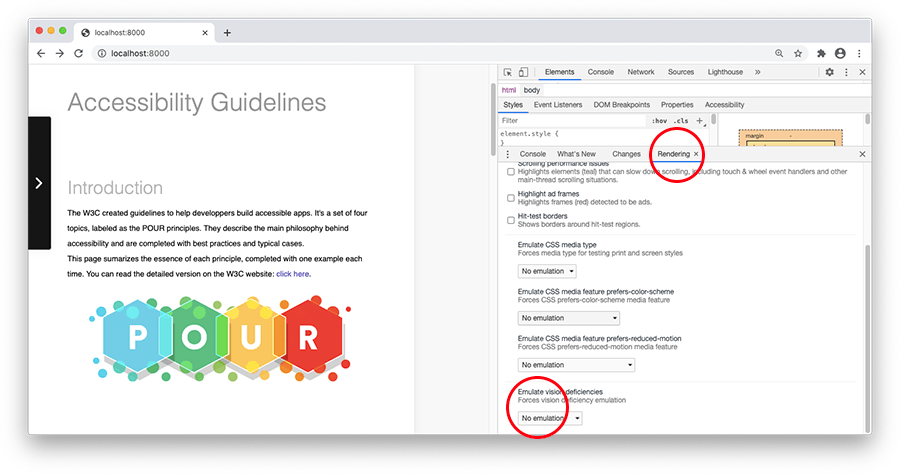 localhost:8000
localhost:8000
Accessibility Guidelines
Introduction
The W3C created guidelines to help developpers build accessible apps. It's a set of four
topics, labeled as the POUR principles. They describe the main philosophy behind
accessibility and are completed with best practices and typical cases.
This page sumarizes the essence of each principle, completed with one example each
time. You can read the detailed version on the W3C website: click here.
P O U R
Elements Console Network Sources Lighthouse »
html body
Styles Event Listeners DOM Breakpoints Properties Accessibility
Filter :hov .cls +
element.style {
}
margin -
Console What's New Changes Rendering ×
Scrolling performance issues
Highlights elements (teal) that can slow down scrolling, including touch & wheel event handlers and other
main-thread scrolling situations.
Highlight ad frames
Highlights frames (red) detected to be ads.
Hit-test borders
Shows borders around hit-test regions.
Emulate CSS media type
Forces media type for testing print and screen styles
No emulation
Emulate CSS media feature prefers-color-scheme
Forces CSS prefers-color-scheme media feature
No emulation
Emulate CSS media feature prefers-reduced-motion
Forces CSS prefers-reduced-motion media feature
No emulation
Emulate vision deficiencies
Forces vision deficiency emulation
No emulation